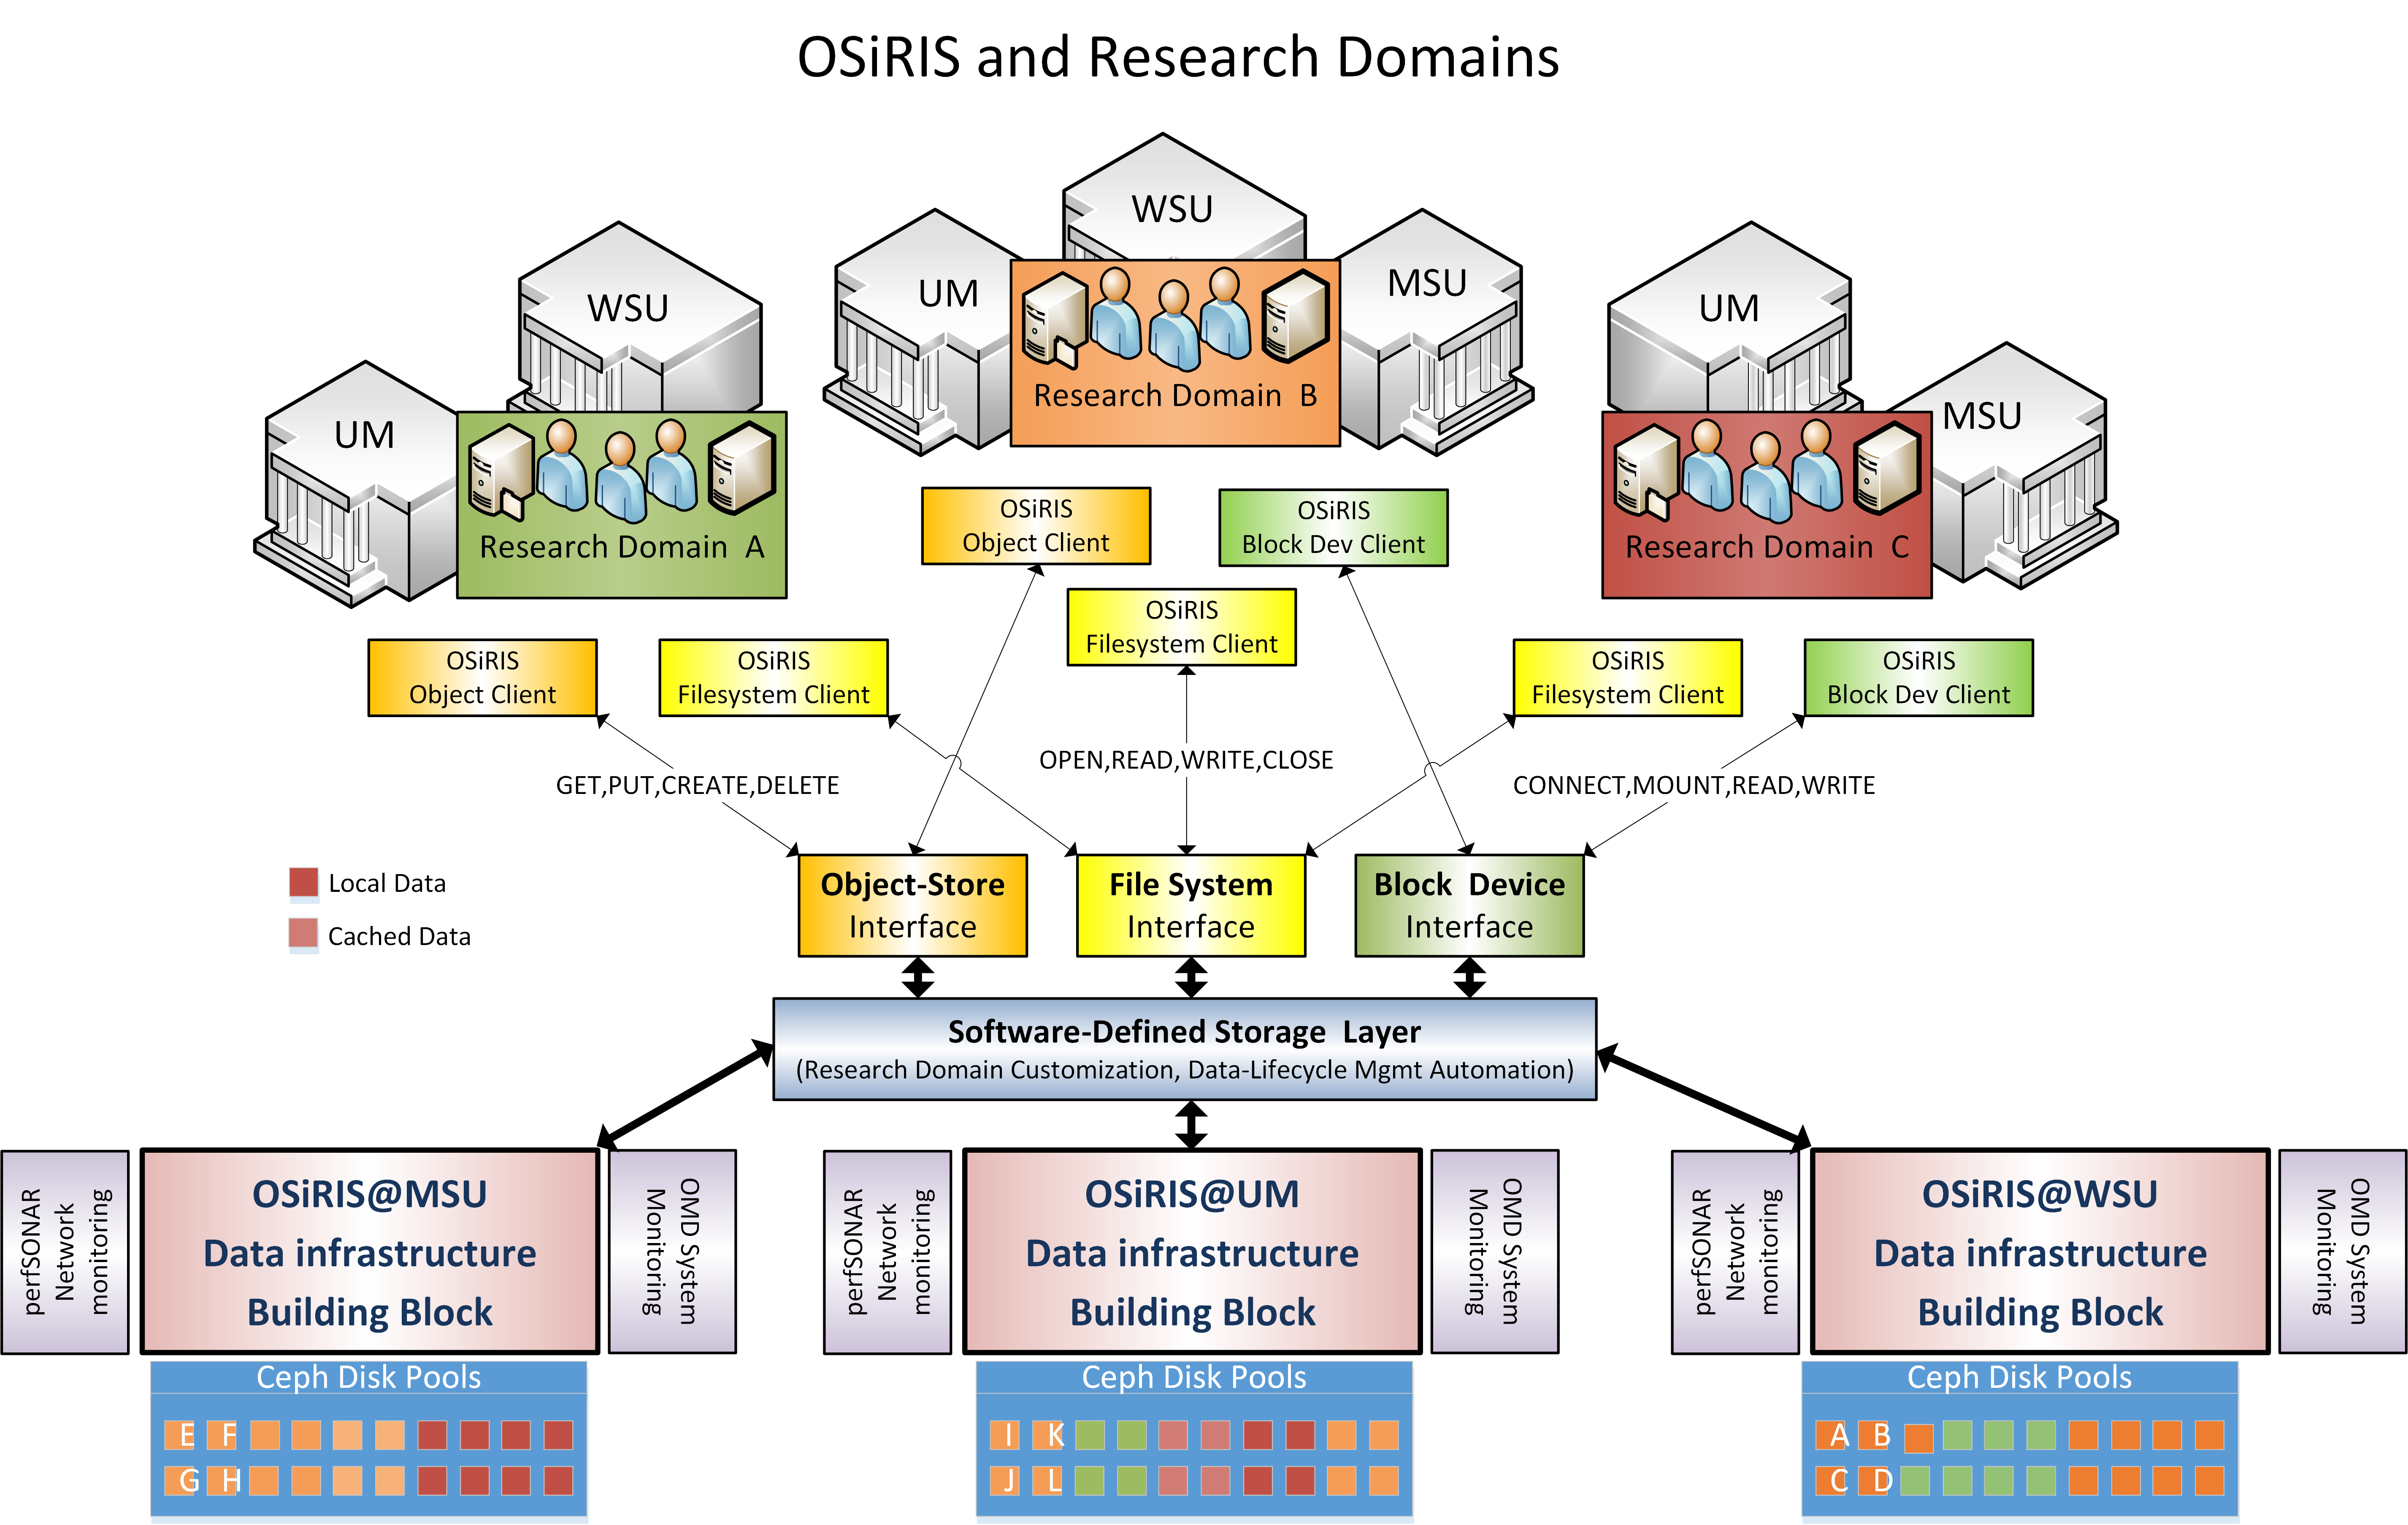 OSiRIS and Research Domains
WSU
UM
Research Domain A
WSU
UM
MSU
Research Domain B
UM
MSU
Research Domain C
OSiRIS
Object Client
OSiRIS
Block Dev Client
OSiRIS
Filesystem Client
OSiRIS
Object Client
OSiRIS
Filesystem Client
OSiRIS
Filesystem Client
OSiRIS
Block Dev Client
GET,PUT,CREATE,DELETE
OPEN,READ,WRITE,CLOSE
CONNECT,MOUNT,READ,WRITE
Local Data
Cached Data
Object-Store
Interface
File System
Interface
Block Device
Interface
Software-Defined Storage Layer
(Research Domain Customization, Data-Lifecycle Mgmt Automation)
perfSONAR
Network
monitoring
OSiRIS@MSU
Data infrastructure
Building Block
OMD System
Monitoring
perfSONAR
Network
monitoring
OSiRIS@UM
Data infrastructure
Building Block
OMD System
Monitoring
perfSONAR
Network
monitoring
OSiRIS@WSU
Data infrastructure
Building Block
OMD System
Monitoring
Ceph Disk Pools
E F
G H
Ceph Disk Pools
I K
J L
Ceph Disk Pools
A B
C D